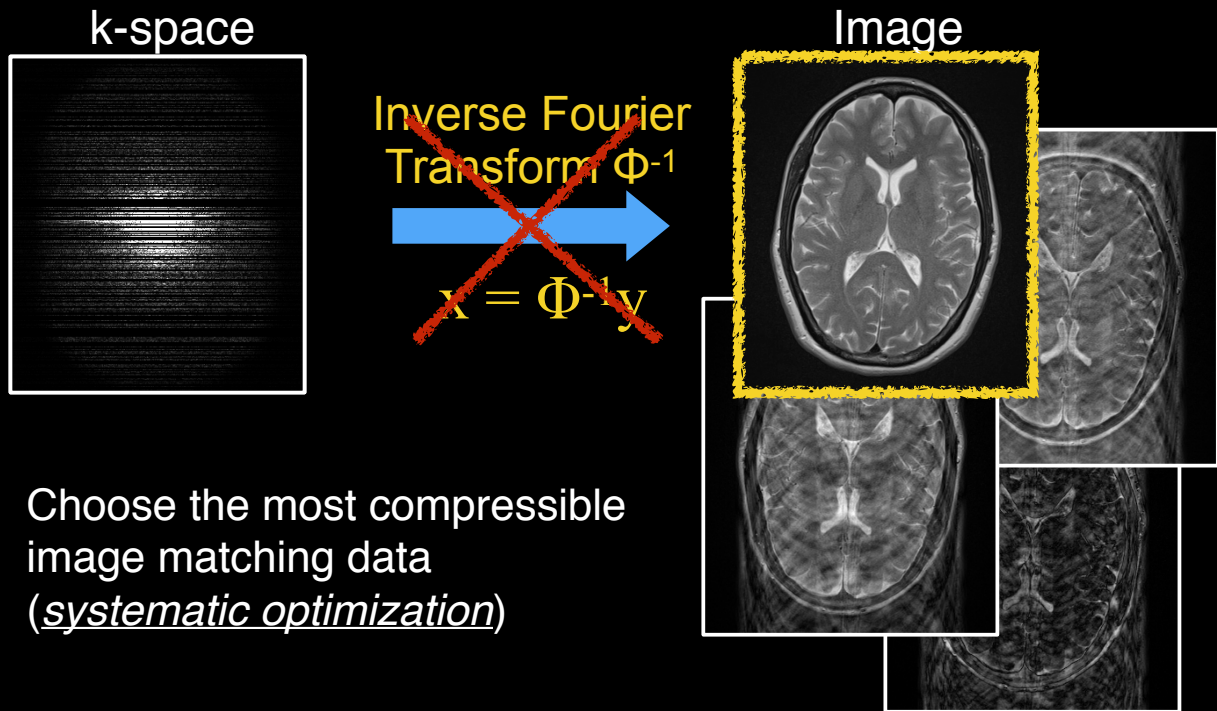 k-space
Image
Inverse Fourier
Transform Φ⁻¹
x = Φ⁻¹y
Choose the most compressible
image matching data
(systematic optimization)